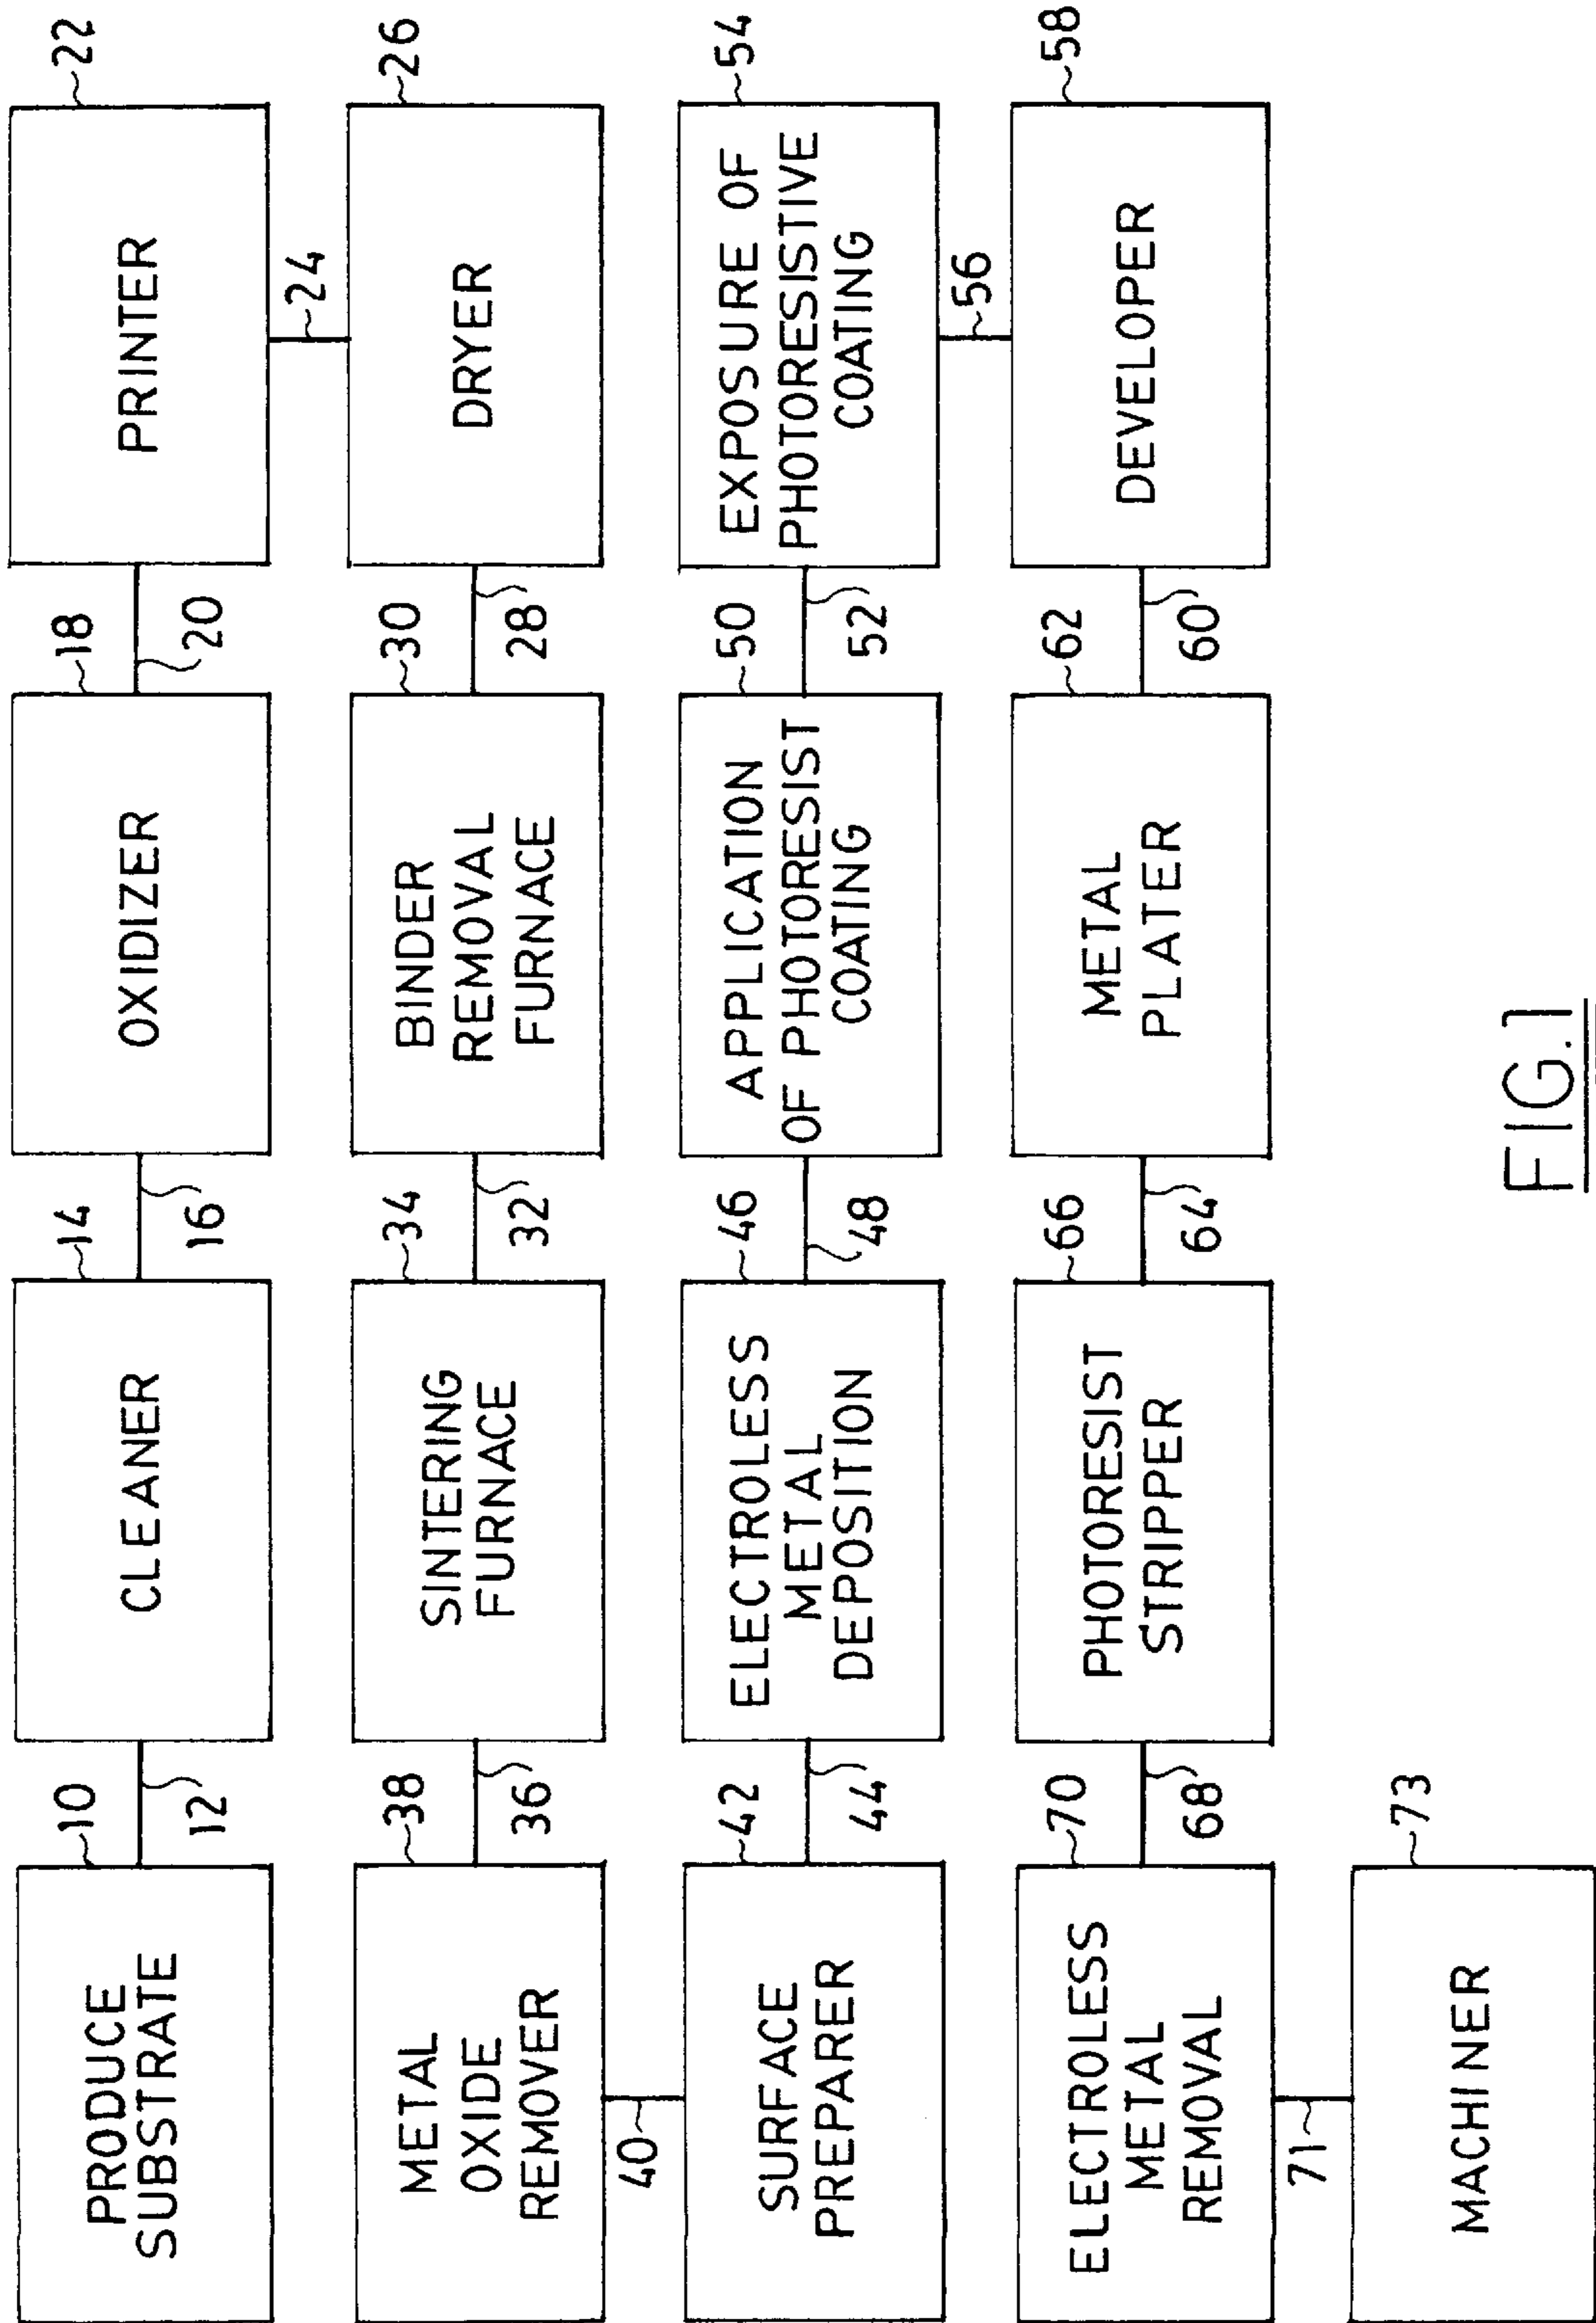 10
PRODUCE
SUBSTRATE
12
14
CLEANER
16
18
OXIDIZER
20
22
PRINTER
24
38
METAL
OXIDE
REMOVER
36
34
SINTERING
FURNACE
32
30
BINDER
REMOVAL
FURNACE
28
26
DRYER
40
42
SURFACE
PREPARER
44
46
ELECTROLESS
METAL
DEPOSITION
48
50
APPLICATION
OF PHOTORESIST
COATING
52
54
EXPOSURE OF
PHOTORESISTIVE
COATING
56
70
ELECTROLESS
METAL
REMOVAL
68
66
PHOTORESIST
STRIPPER
64
62
METAL
PLATER
60
58
DEVELOPER
71
73
MACHINER
FIG.1